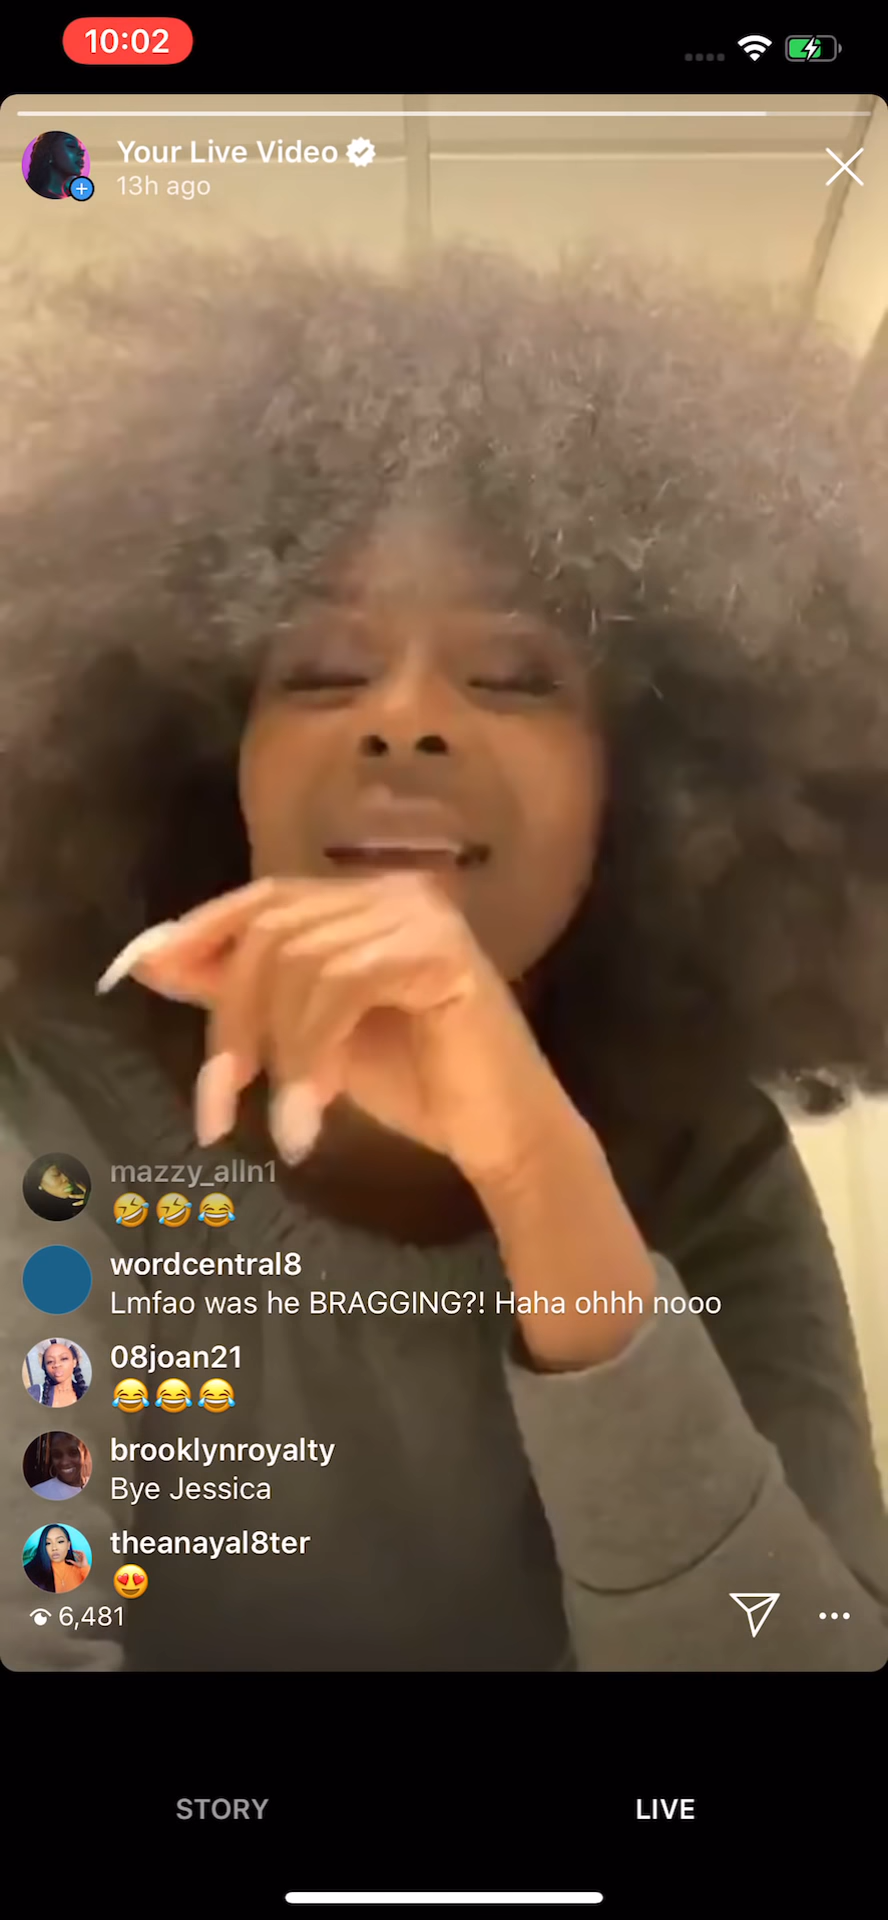 10:02
Your Live Video
13h ago
mazzy_alln1
🤣🤣😂
wordcentral8
Lmfao was he BRAGGING?! Haha ohhh nooo
08joan21
😂😂😂
brooklynroyalty
Bye Jessica
theanayal8ter
😍
6,481
STORY LIVE